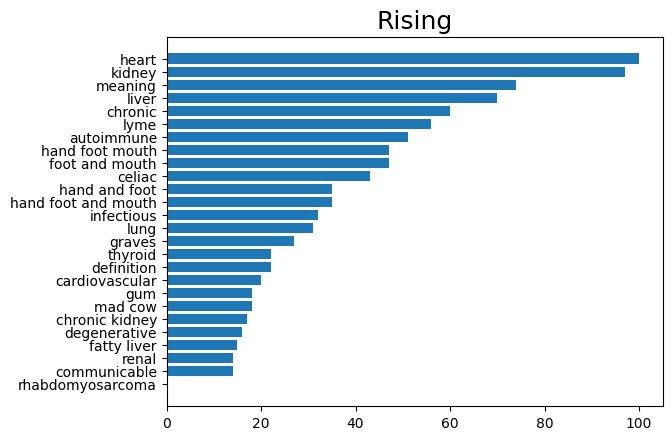 Rising
heart
kidney
meaning
liver
chronic
lyme
autoimmune
hand foot mouth
foot and mouth
celiac
hand and foot
hand foot and mouth
infectious
lung
graves
thyroid
definition
cardiovascular
gum
mad cow
chronic kidney
degenerative
fatty liver
renal
communicable
rhabdomyosarcoma
0 20 40 60 80 100